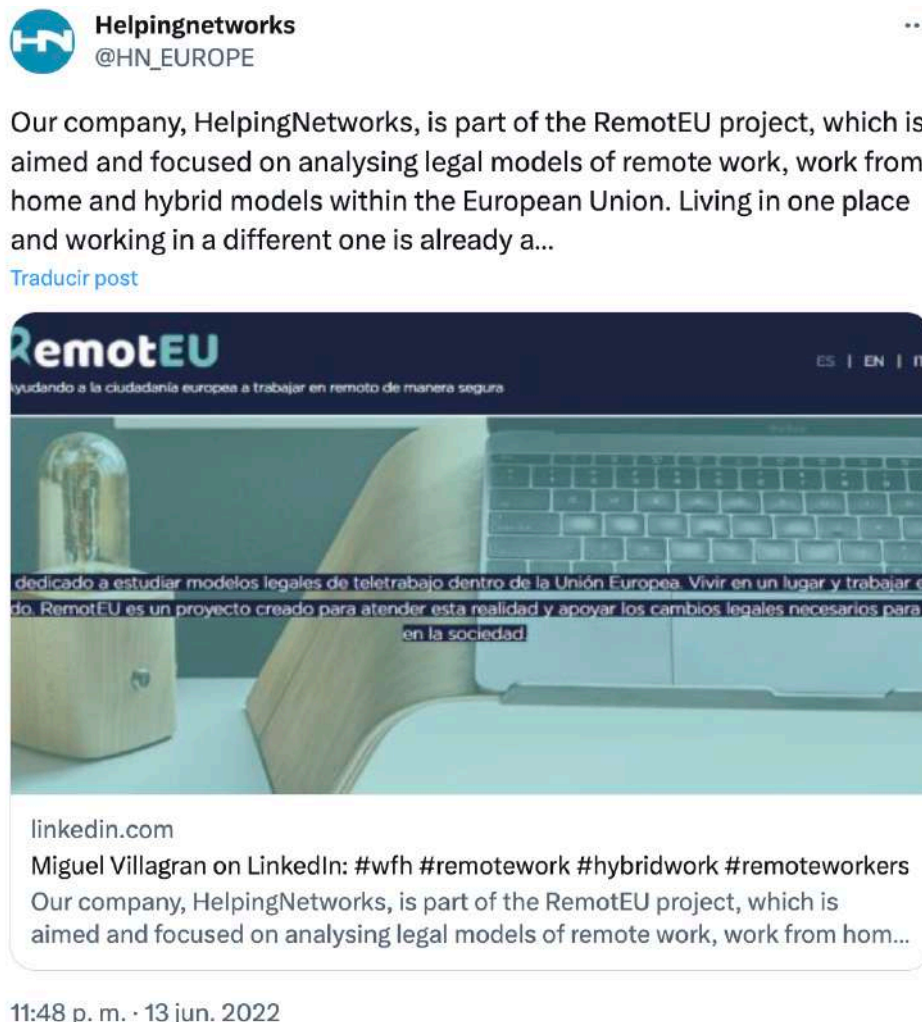 HN
Helpingnetworks
@HN_EUROPE
Our company, HelpingNetworks, is part of the RemotEU project, which is
aimed and focused on analysing legal models of remote work, work from
home and hybrid models within the European Union. Living in one place
and working in a different one is already a...
Traducir post
RemotEU
ES | EN | IT
yudando a la ciudadanía europea a trabajar en remoto de manera segura
dedicado a estudiar modelos legales de teletrabajo dentro de la Unión Europea. Vivir en un lugar y trabajar
do. RemotEU es un proyecto creado para atender esta realidad y apoyar los cambios legales necesarios para
en la sociedad.
linkedin.com
Miguel Villagran on LinkedIn: #wfh #remotework #hybridwork #remoteworkers
Our company, HelpingNetworks, is part of the RemotEU project, which is
aimed and focused on analysing legal models of remote work, work from hom...
11:48 p. m. · 13 jun. 2022